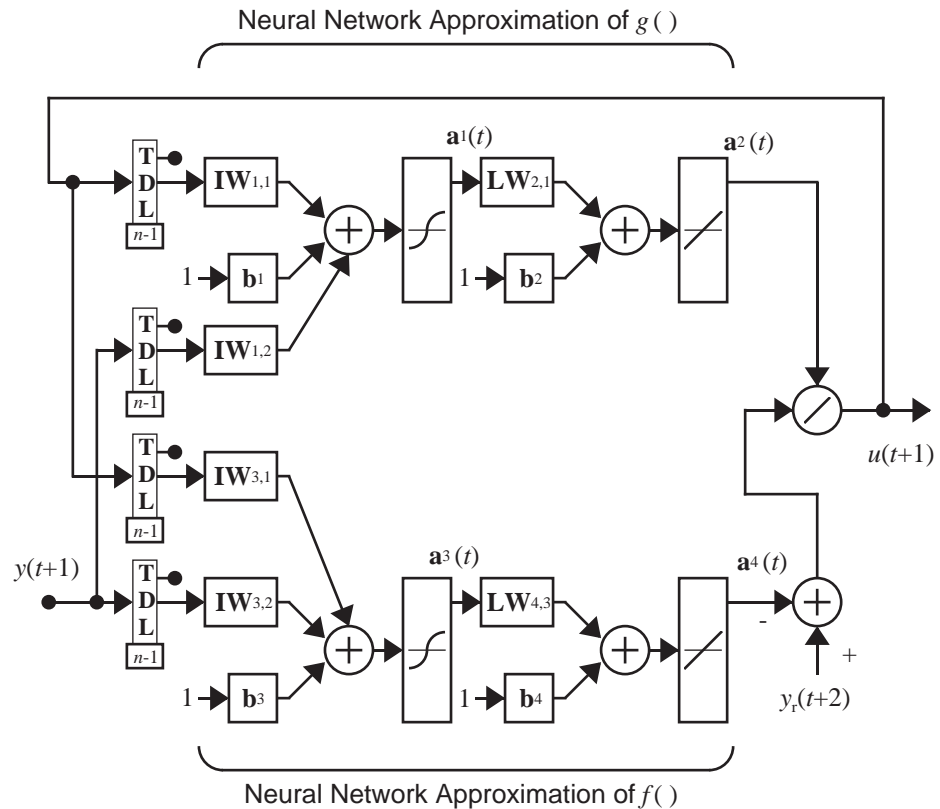 Neural Network Approximation of g ( )
a1(t)
a2(t)
T
D
L
n-1
IW1,1
LW2,1
1
b1
1
b2
T
D
L
n-1
IW1,2
u(t+1)
T
D
L
n-1
IW3,1
y(t+1)
T
D
L
n-1
IW3,2
a3(t)
LW4,3
a4(t)
-
+
1
b3
1
b4
yr(t+2)
Neural Network Approximation of f ( )